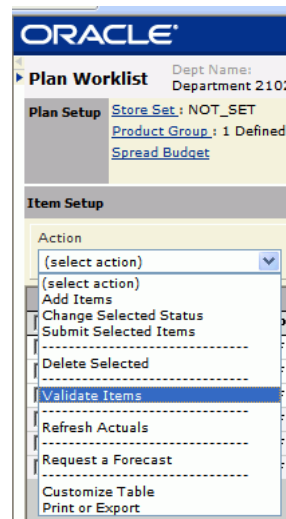 ORACLE
Plan Worklist
Dept Name:
Department 2102
Plan Setup
Store Set : NOT_SET
Product Group : 1 Defined
Spread Budget
Item Setup
Action
(select action)
(select action)
Add Items
Change Selected Status
Submit Selected Items
-------------------------
Delete Selected
-------------------------
Validate Items
-------------------------
Refresh Actuals
-------------------------
Request a Forecast
-------------------------
Customize Table
Print or Export